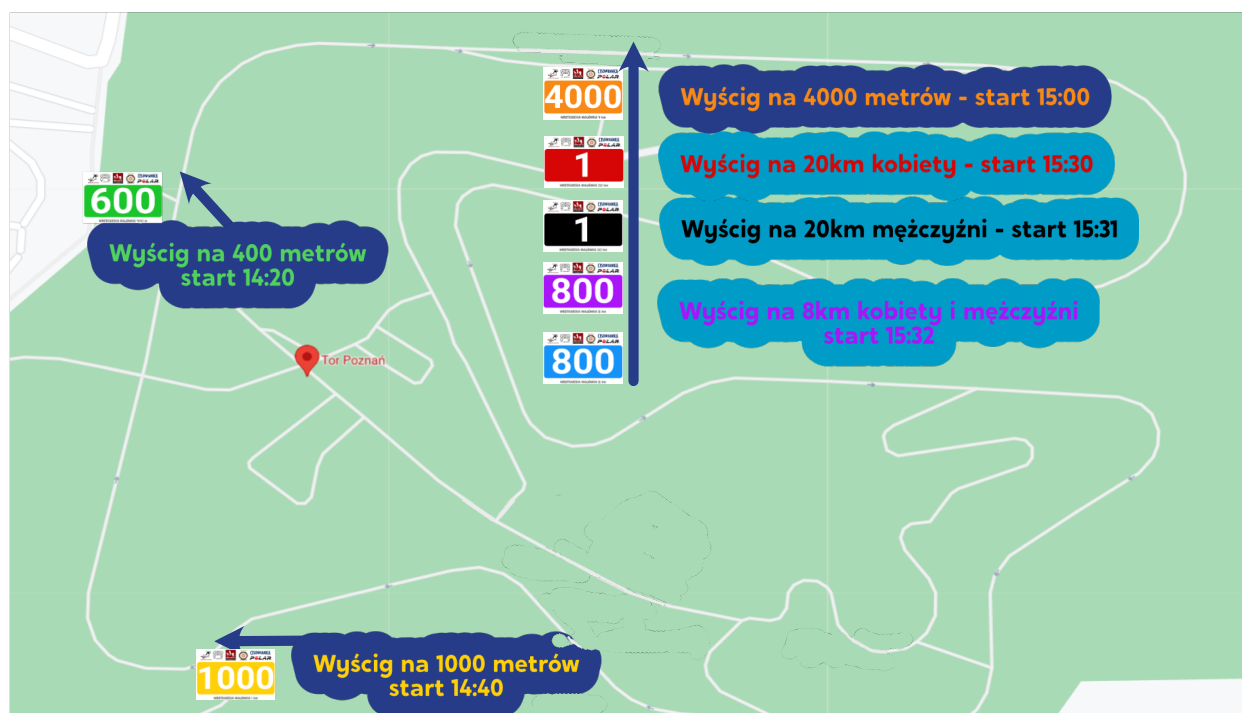 4000
Wyścig na 4000 metrów - start 15:00
1
Wyścig na 20km kobiety - start 15:30
600
1
Wyścig na 20km mężczyźni - start 15:31
Wyścig na 400 metrów
start 14:20
800
Wyścig na 8km kobiety i mężczyźni
start 15:32
800
Tor Poznań
1000
Wyścig na 1000 metrów
start 14:40